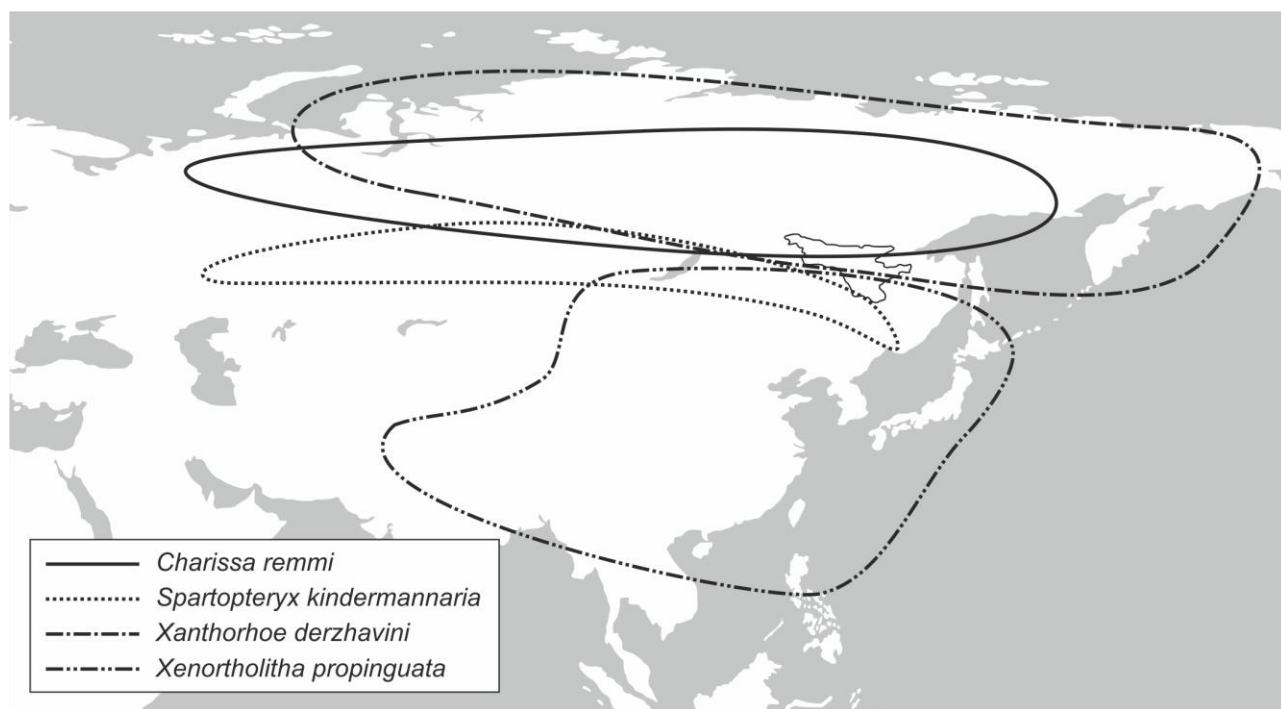 Charissa remmi
Spartopteryx kindermannaria
Xanthorhoe derzhavini
Xenortholitha propinguata